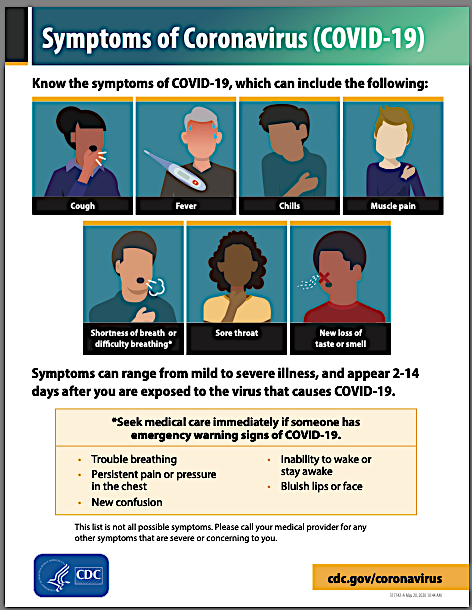 Symptoms of Coronavirus (COVID-19)
Know the symptoms of COVID-19, which can include the following:
Cough
Fever
Chills
Muscle pain
Shortness of breath or
difficulty breathing*
Sore throat
New loss of
taste or smell
Symptoms can range from mild to severe illness, and appear 2-14
days after you are exposed to the virus that causes COVID-19.
*Seek medical care immediately if someone has
emergency warning signs of COVID-19.
• Trouble breathing
• Persistent pain or pressure
in the chest
• New confusion
• Inability to wake or
stay awake
• Bluish lips or face
This list is not all possible symptoms. Please call your medical provider for any
other symptoms that are severe or concerning to you.
CDC
cdc.gov/coronavirus